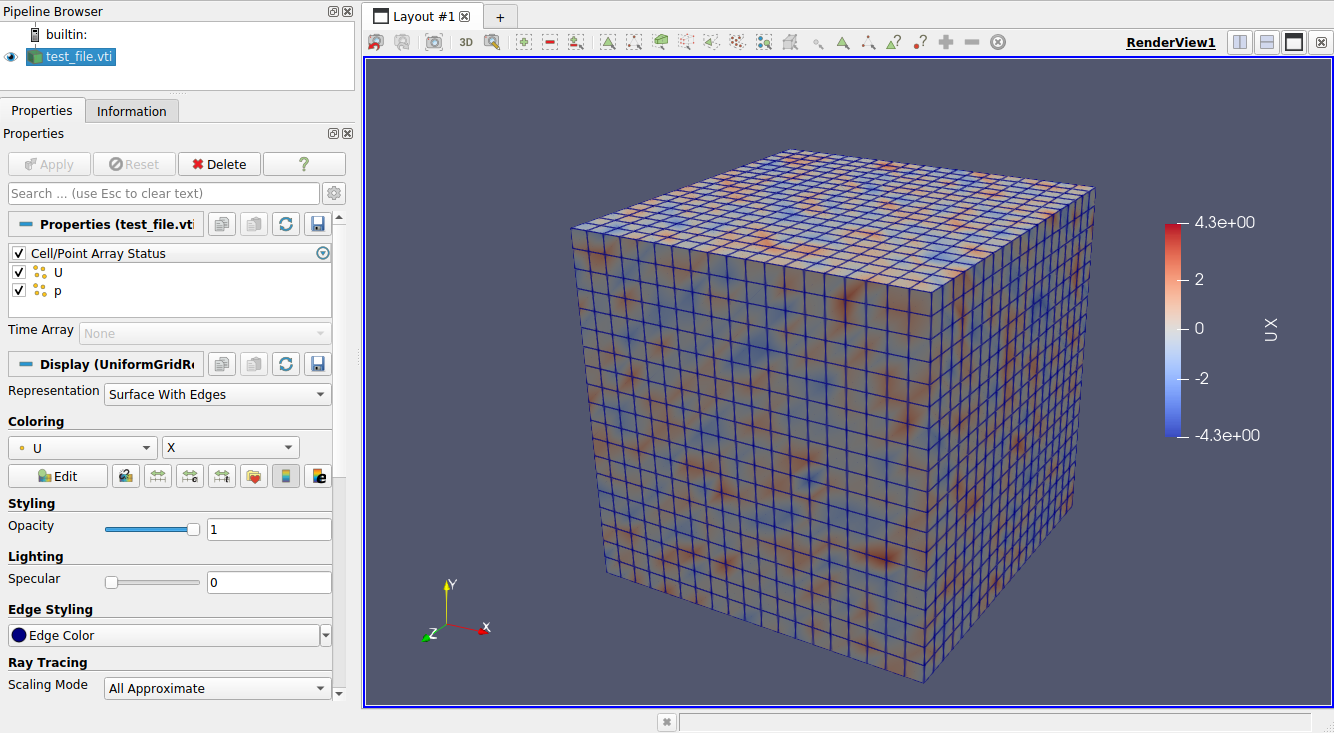 Pipeline Browser
builtin:
test_file.vti
Properties Information
Properties
Apply Reset Delete ?
Search ... (use Esc to clear text)
Properties (test_file.vti
Cell/Point Array Status
U
p
Time Array None
Display (UniformGridRe
Representation Surface With Edges
Coloring
U X
Edit
Styling
Opacity 1
Lighting
Specular 0
Edge Styling
Edge Color
Ray Tracing
Scaling Mode All Approximate
Layout #1 +
3D RenderView1
4.3e+00
2
0
-2
-4.3e+00
U X
Y
X
Z